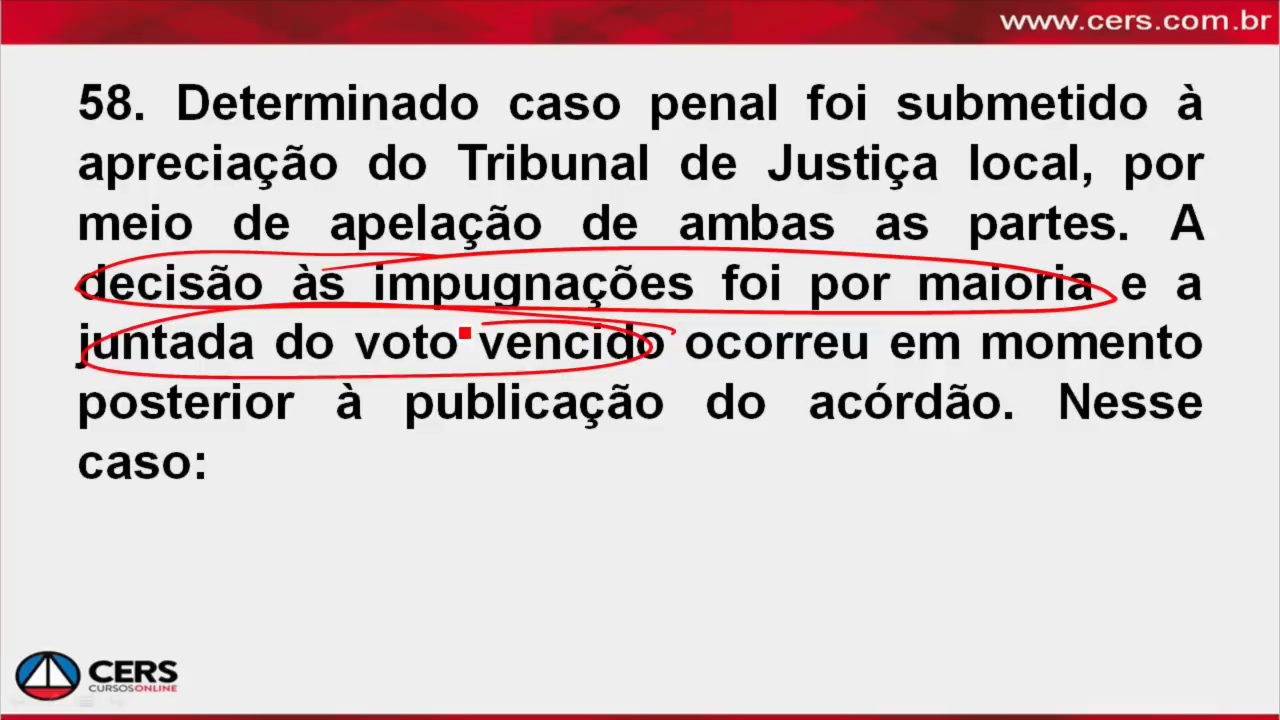 www.cers.com.br
58. Determinado caso penal foi submetido à
apreciação do Tribunal de Justiça local, por
meio de apelação de ambas as partes. A
decisão às impugnações foi por maioria e a
juntada do voto vencido ocorreu em momento
posterior à publicação do acórdão. Nesse
caso:
CERS
CURSOSONLINE